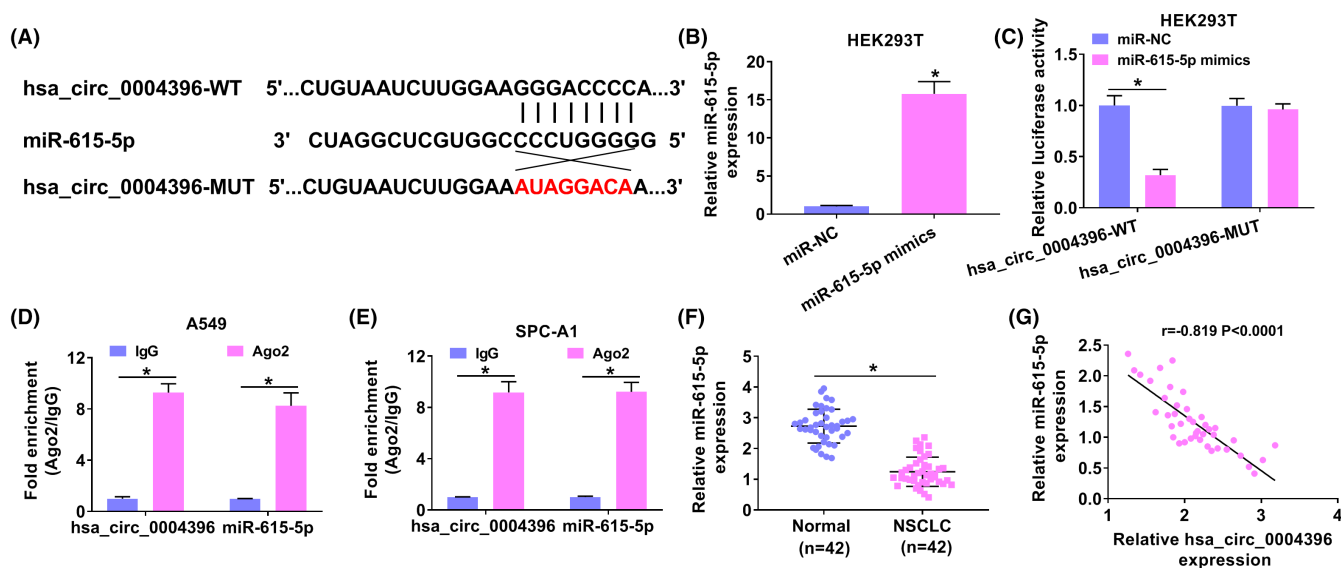 (A)
hsa_circ_0004396-WT 5'...CUGUAAUCUUGGAAGGGACCCCA...3'
miR-615-5p 3' CUAGGCUCGUGGCCCCUGGGGG 5'
hsa_circ_0004396-MUT 5'...CUGUAAUCUUGGAAAUAGGACAA...3'
(B)
HEK293T
Relative miR-615-5p
expression
20
15
10
5
0
*
miR-NC
miR-615-5p mimics
(C)
HEK293T
miR-NC
miR-615-5p mimics
Relative luciferase activity
1.5
1.0
0.5
0.0
*
hsa_circ_0004396-WT
hsa_circ_0004396-MUT
(D)
A549
IgG Ago2
Fold enrichment
(Ago2/IgG)
12
9
6
3
0
* *
hsa_circ_0004396 miR-615-5p
(E)
SPC-A1
IgG Ago2
Fold enrichment
(Ago2/IgG)
12
9
6
3
0
* *
hsa_circ_0004396 miR-615-5p
(F)
Relative miR-615-5p
expression
5
4
3
2
1
0
*
Normal NSCLC
(n=42) (n=42)
(G)
r=-0.819 P<0.0001
Relative miR-615-5p
expression
2.5
2.0
1.5
1.0
0.5
0.0
1 2 3 4
Relative hsa_circ_0004396
expression